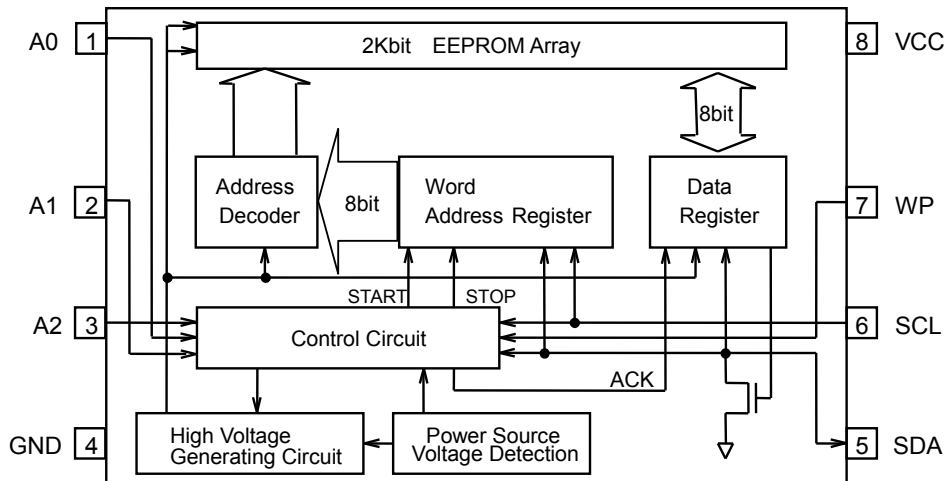 A0 1
2Kbit EEPROM Array
8 VCC
8bit
A1 2
Address
Decoder
8bit
Word
Address Register
Data
Register
7 WP
START STOP
A2 3
Control Circuit
6 SCL
ACK
GND 4
High Voltage
Generating Circuit
Power Source
Voltage Detection
5 SDA